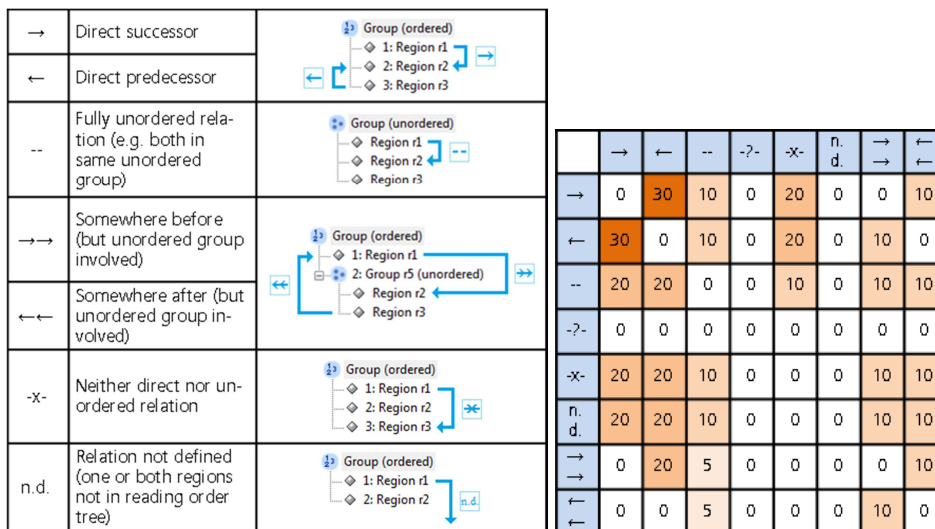 → Direct successor
← Direct predecessor
Group (ordered)
1: Region r1
2: Region r2
3: Region r3
→
←
-- Fully unordered rela-
tion (e.g. both in
same unordered
group)
Group (unordered)
Region r1
Region r2
Region r3
--
→→ Somewhere before
(but unordered group
involved)
←← Somewhere after (but
unordered group in-
volved)
Group (ordered)
1: Region r1
2: Group r5 (unordered)
Region r2
Region r3
-x- Neither direct nor un-
ordered relation
Group (ordered)
1: Region r1
2: Region r2
3: Region r3
n.d. Relation not defined
(one or both regions
not in reading order
tree)
Group (ordered)
1: Region r1
2: Region r2
n.d.
→ ← -- -?- -x- n. d. →→ ←←
→ 0 30 10 0 20 0 0 10
← 30 0 10 0 20 0 10 0
-- 20 20 0 0 10 0 10 10
-?- 0 0 0 0 0 0 0 0
-x- 20 20 10 0 0 0 10 10
n. d. 20 20 10 0 0 0 10 10
→→ 0 20 5 0 0 0 0 10
←← 0 0 5 0 0 0 10 0